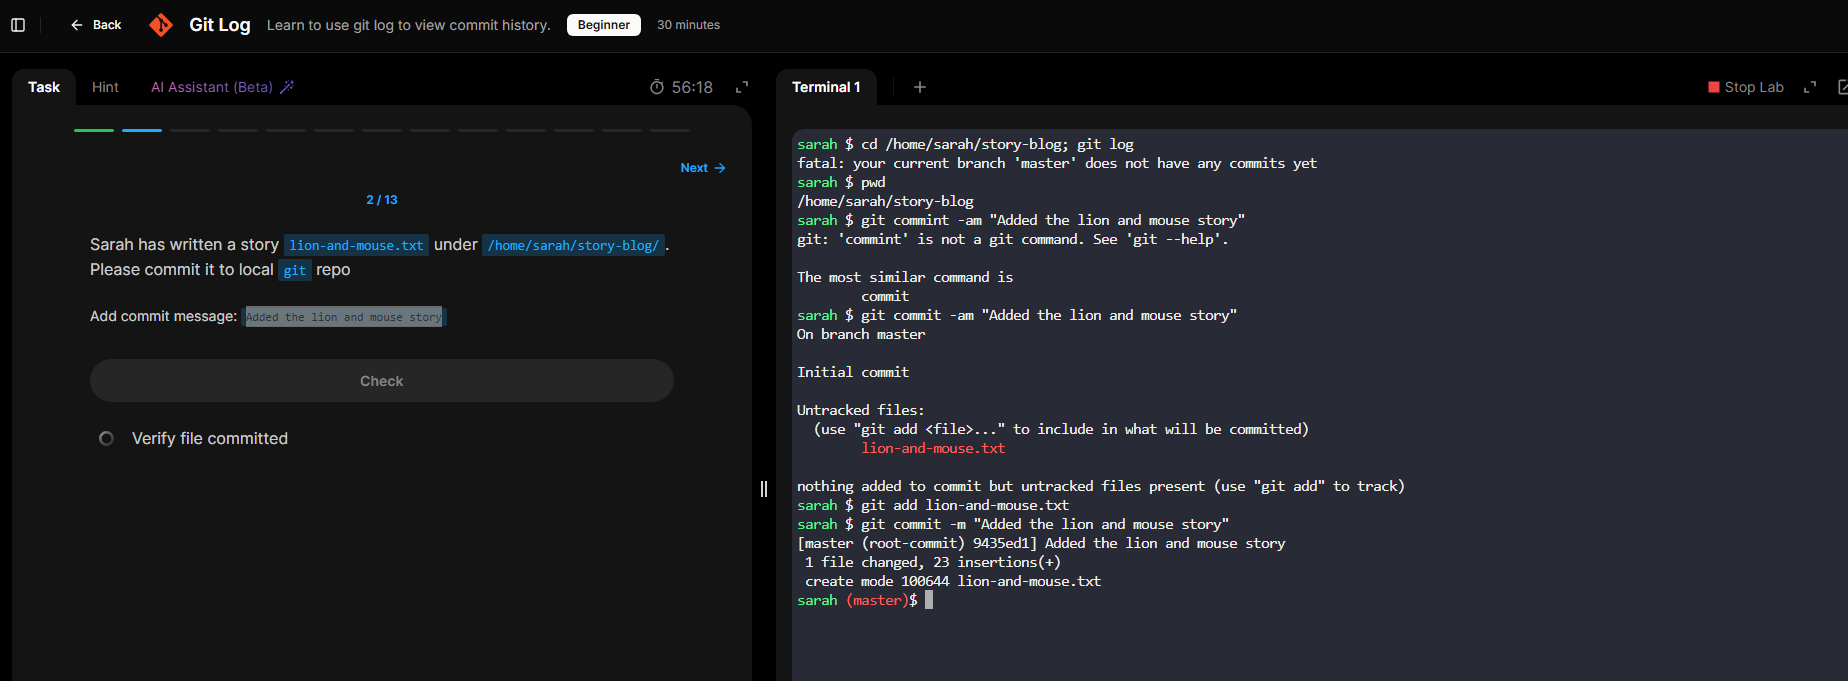 Back Git Log Learn to use git log to view commit history. Beginner 30 minutes
Task Hint AI Assistant (Beta) 56:18
Next →
2 / 13
Sarah has written a story lion-and-mouse.txt under /home/sarah/story-blog/ .
Please commit it to local git repo
Add commit message: Added the lion and mouse story
Check
Verify file committed
Terminal 1 + Stop Lab
sarah $ cd /home/sarah/story-blog; git log
fatal: your current branch 'master' does not have any commits yet
sarah $ pwd
/home/sarah/story-blog
sarah $ git commint -am "Added the lion and mouse story"
git: 'commint' is not a git command. See 'git --help'.
The most similar command is
commit
sarah $ git commit -am "Added the lion and mouse story"
On branch master
Initial commit
Untracked files:
(use "git add <file>..." to include in what will be committed)
lion-and-mouse.txt
nothing added to commit but untracked files present (use "git add" to track)
sarah $ git add lion-and-mouse.txt
sarah $ git commit -m "Added the lion and mouse story"
[master (root-commit) 9435ed1] Added the lion and mouse story
1 file changed, 23 insertions(+)
create mode 100644 lion-and-mouse.txt
sarah (master)$